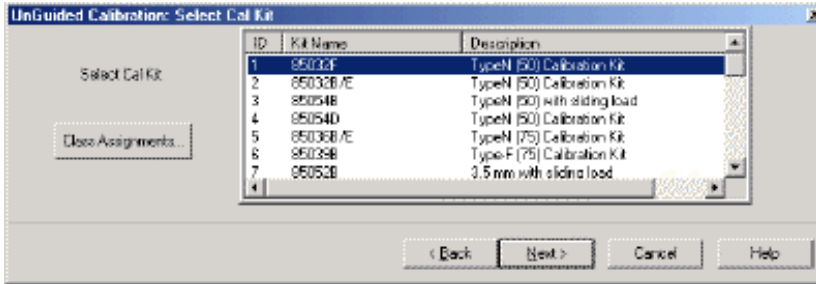 UnGuided Calibration: Select Cal Kit
ID Kit Name Description
Select Cal Kit
1 85032F TypeN (50) Calibration Kit
2 85032B/E TypeN (50) Calibration Kit
3 85054B TypeN (50) with sliding load
4 85054D TypeN (50) Calibration Kit
Class Assignments...
5 85036B/E TypeN (75) Calibration Kit
6 85039B Type-F (75) Calibration Kit
7 85052B 3.5 mm with sliding load
< Back Next > Cancel Help